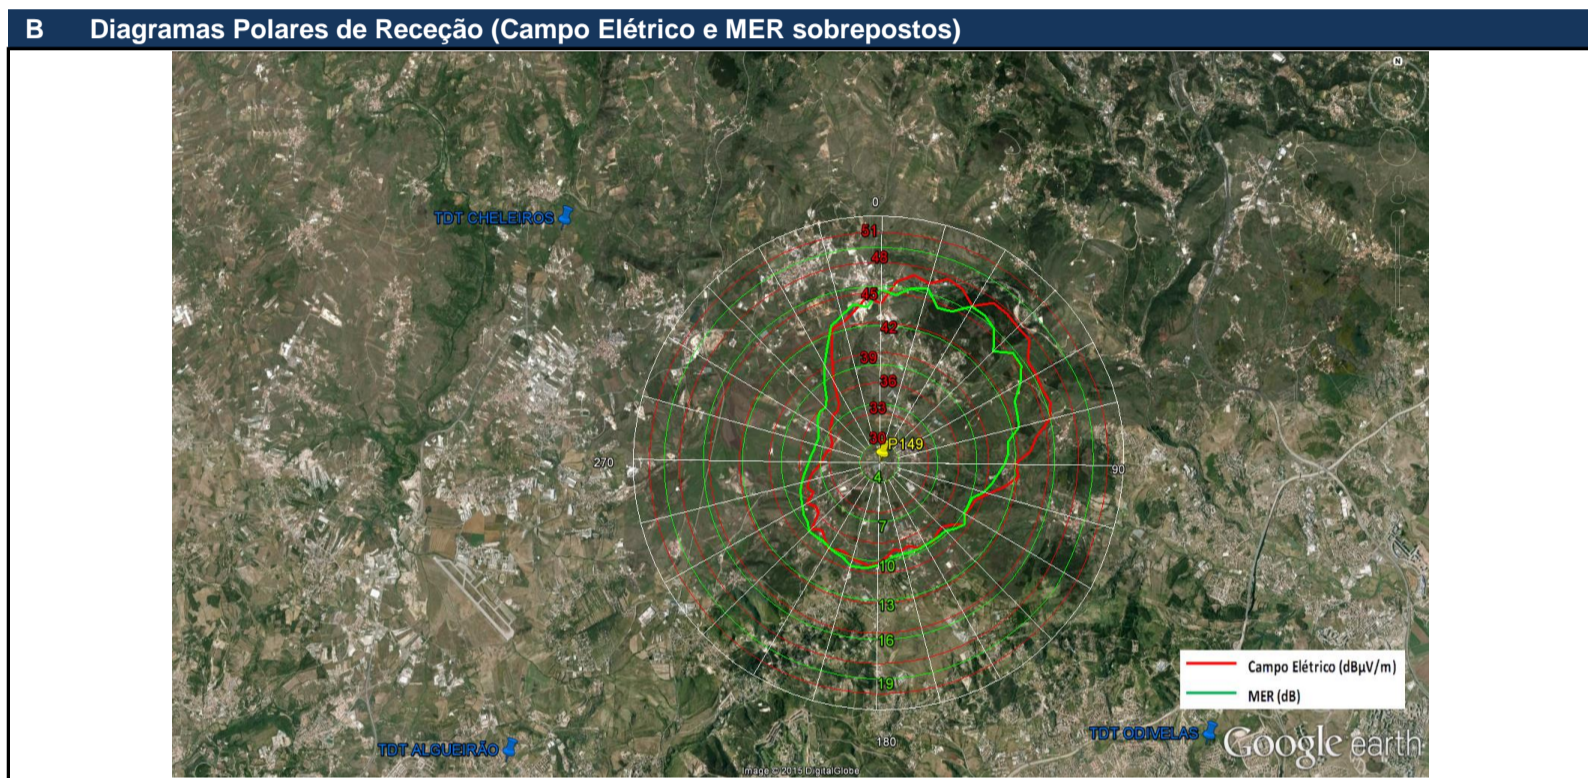 B Diagramas Polares de Receção (Campo Elétrico e MER sobrepostos)
N
0
TDT CHELEIROS
51
48
45
42
39
36
33
30
P149
270
90
4
7
10
13
16
19
180
Campo Elétrico (dBµV/m)
MER (dB)
TDT ALGUEIRÃO
TDT ODIVELAS
Google earth
Image © 2015 DigitalGlobe